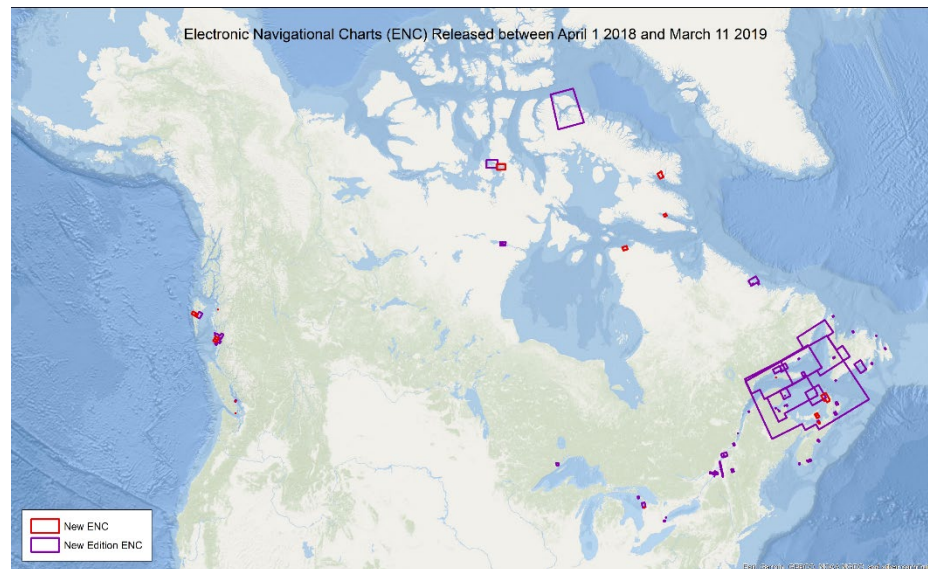 Electronic Navigational Charts (ENC) Released between April 1 2018 and March 11 2019
New ENC
New Edition ENC